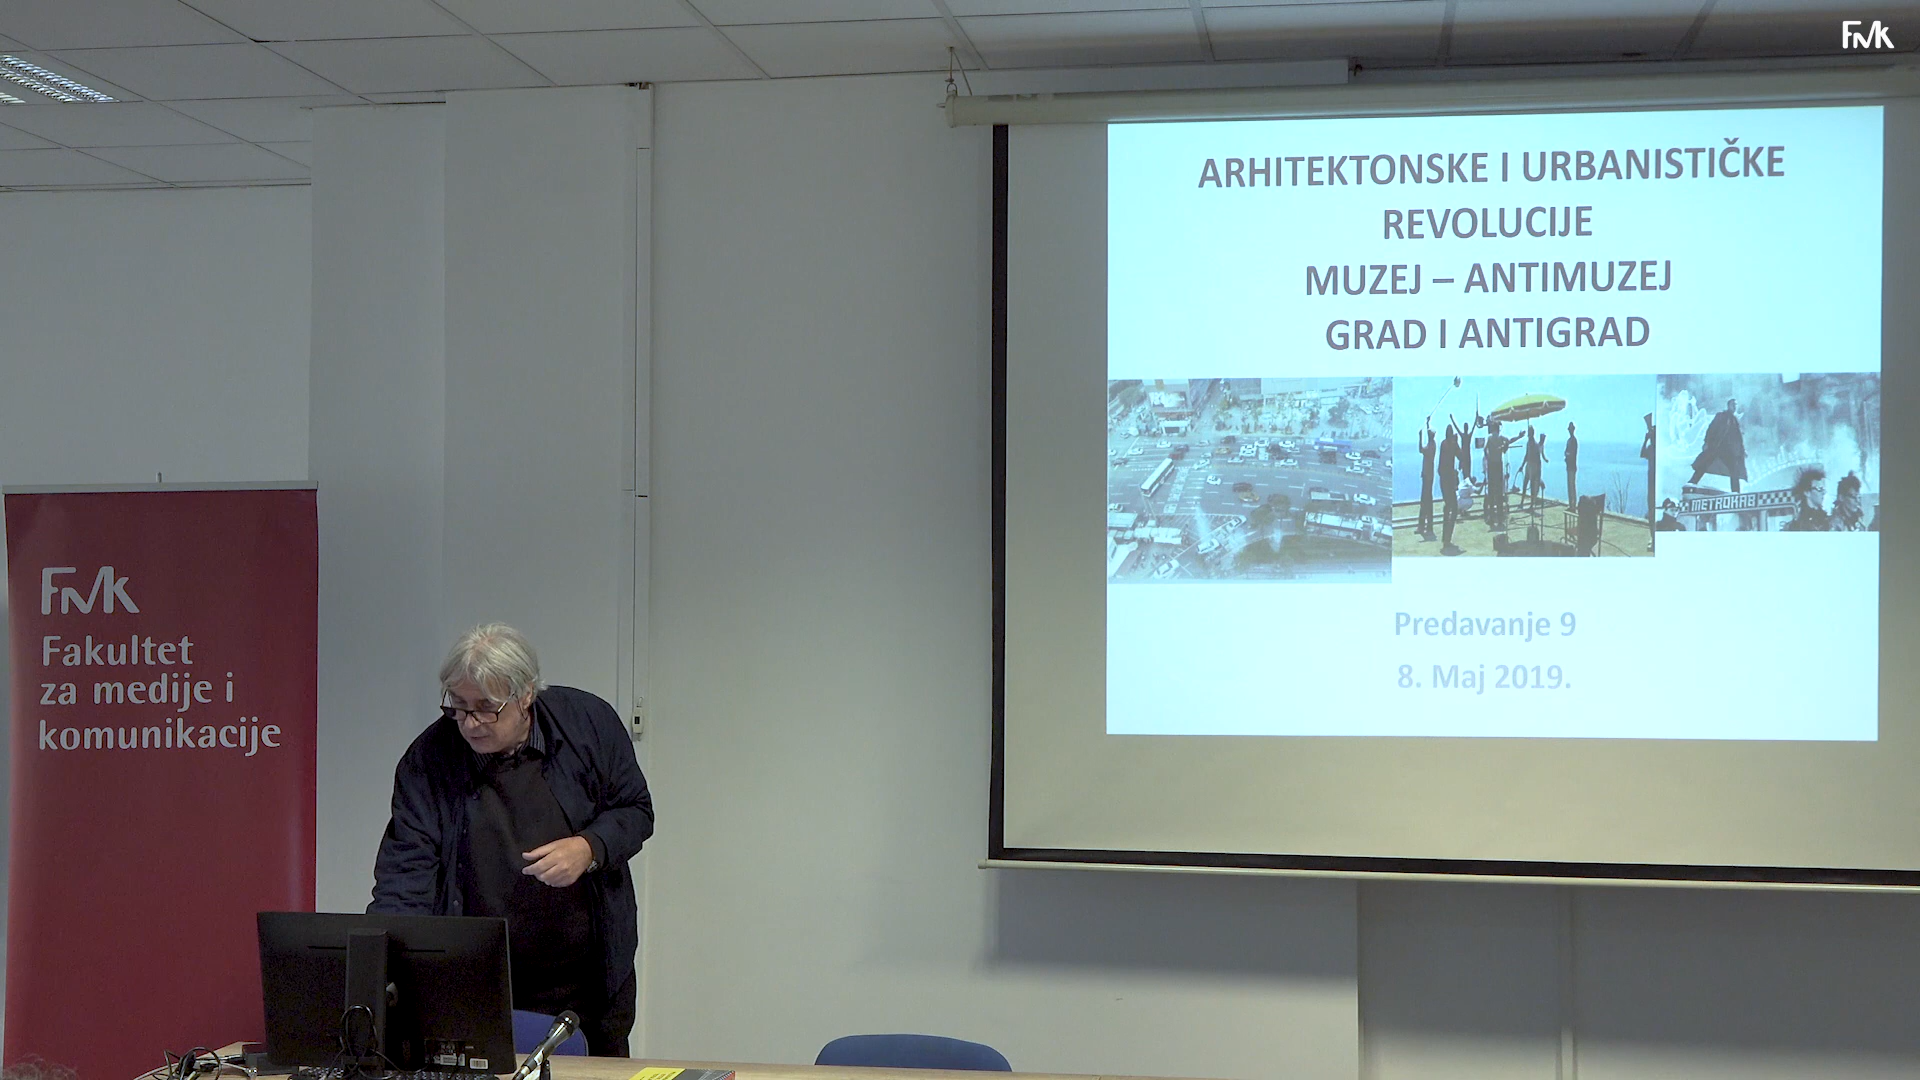 FMK
ARHITEKTONSKE I URBANISTIČKE
REVOLUCIJE
MUZEJ – ANTIMUZEJ
GRAD I ANTIGRAD
METROKAB
Predavanje 9
8. Maj 2019.
FMK
Fakultet
za medije i
komunikacije